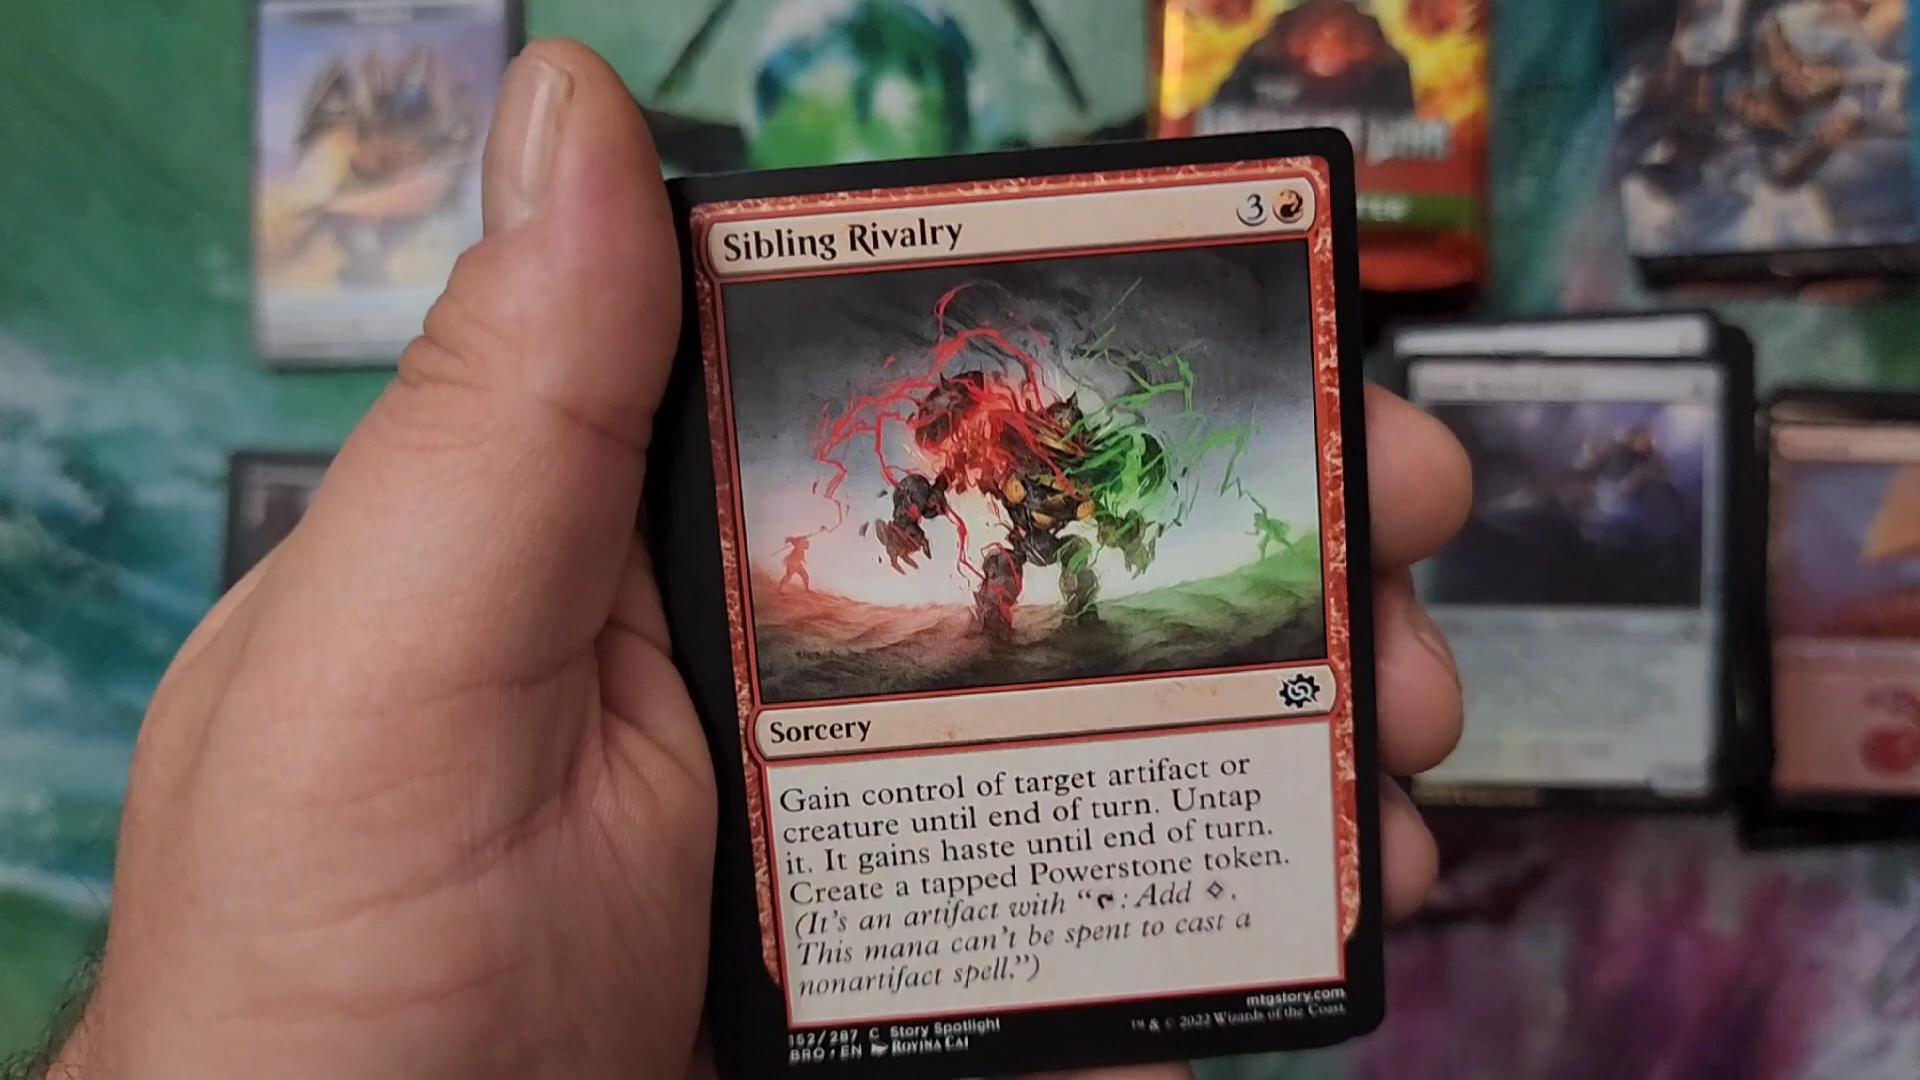 Sibling Rivalry 3
Sorcery
Gain control of target artifact or
creature until end of turn. Untap
it. It gains haste until end of turn.
Create a tapped Powerstone token.
(It's an artifact with “T: Add ◇.
This mana can't be spent to cast a
nonartifact spell.”)
mtgstory.com
152/287 C Story Spotlight
™ & © 2022 Wizards of the Coast
BRO • EN Rovina Cai